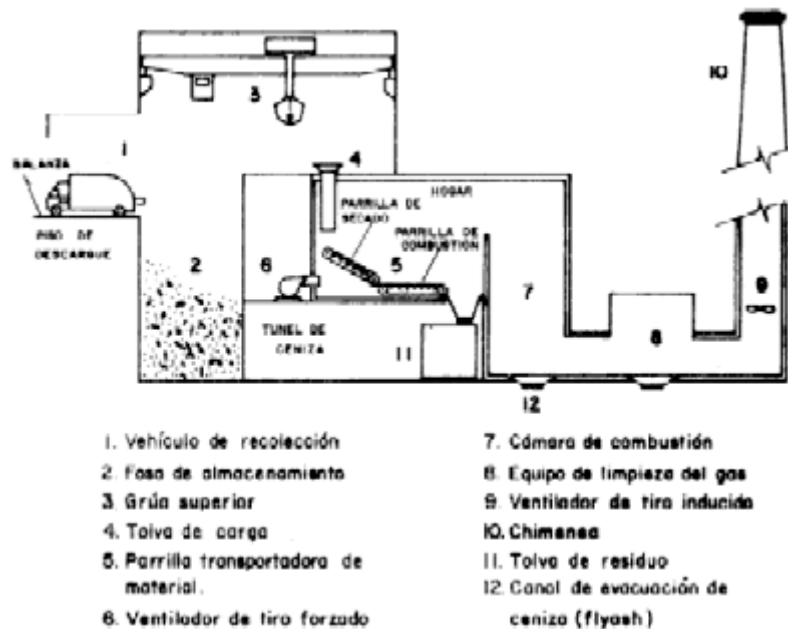 10
3
1
4
BALANZA
HOGAR
PARRILLA DE
SECADO
PARRILLA DE
COMBUSTION
PISO DE
DESCARGUE
2
6
5
7
9
8
TUNEL DE
CENIZA
11
12
1. Vehículo de recolección
2. Fosa de almacenamiento
3. Grúa superior
4. Tolva de carga
5. Parrilla transportadora de
material.
6. Ventilador de tiro forzado
7. Cámara de combustión
8. Equipo de limpieza del gas
9. Ventilador de tiro inducido
10. Chimenea
11. Tolva de resíduo
12. Canal de evacuación de
ceniza (flyash)